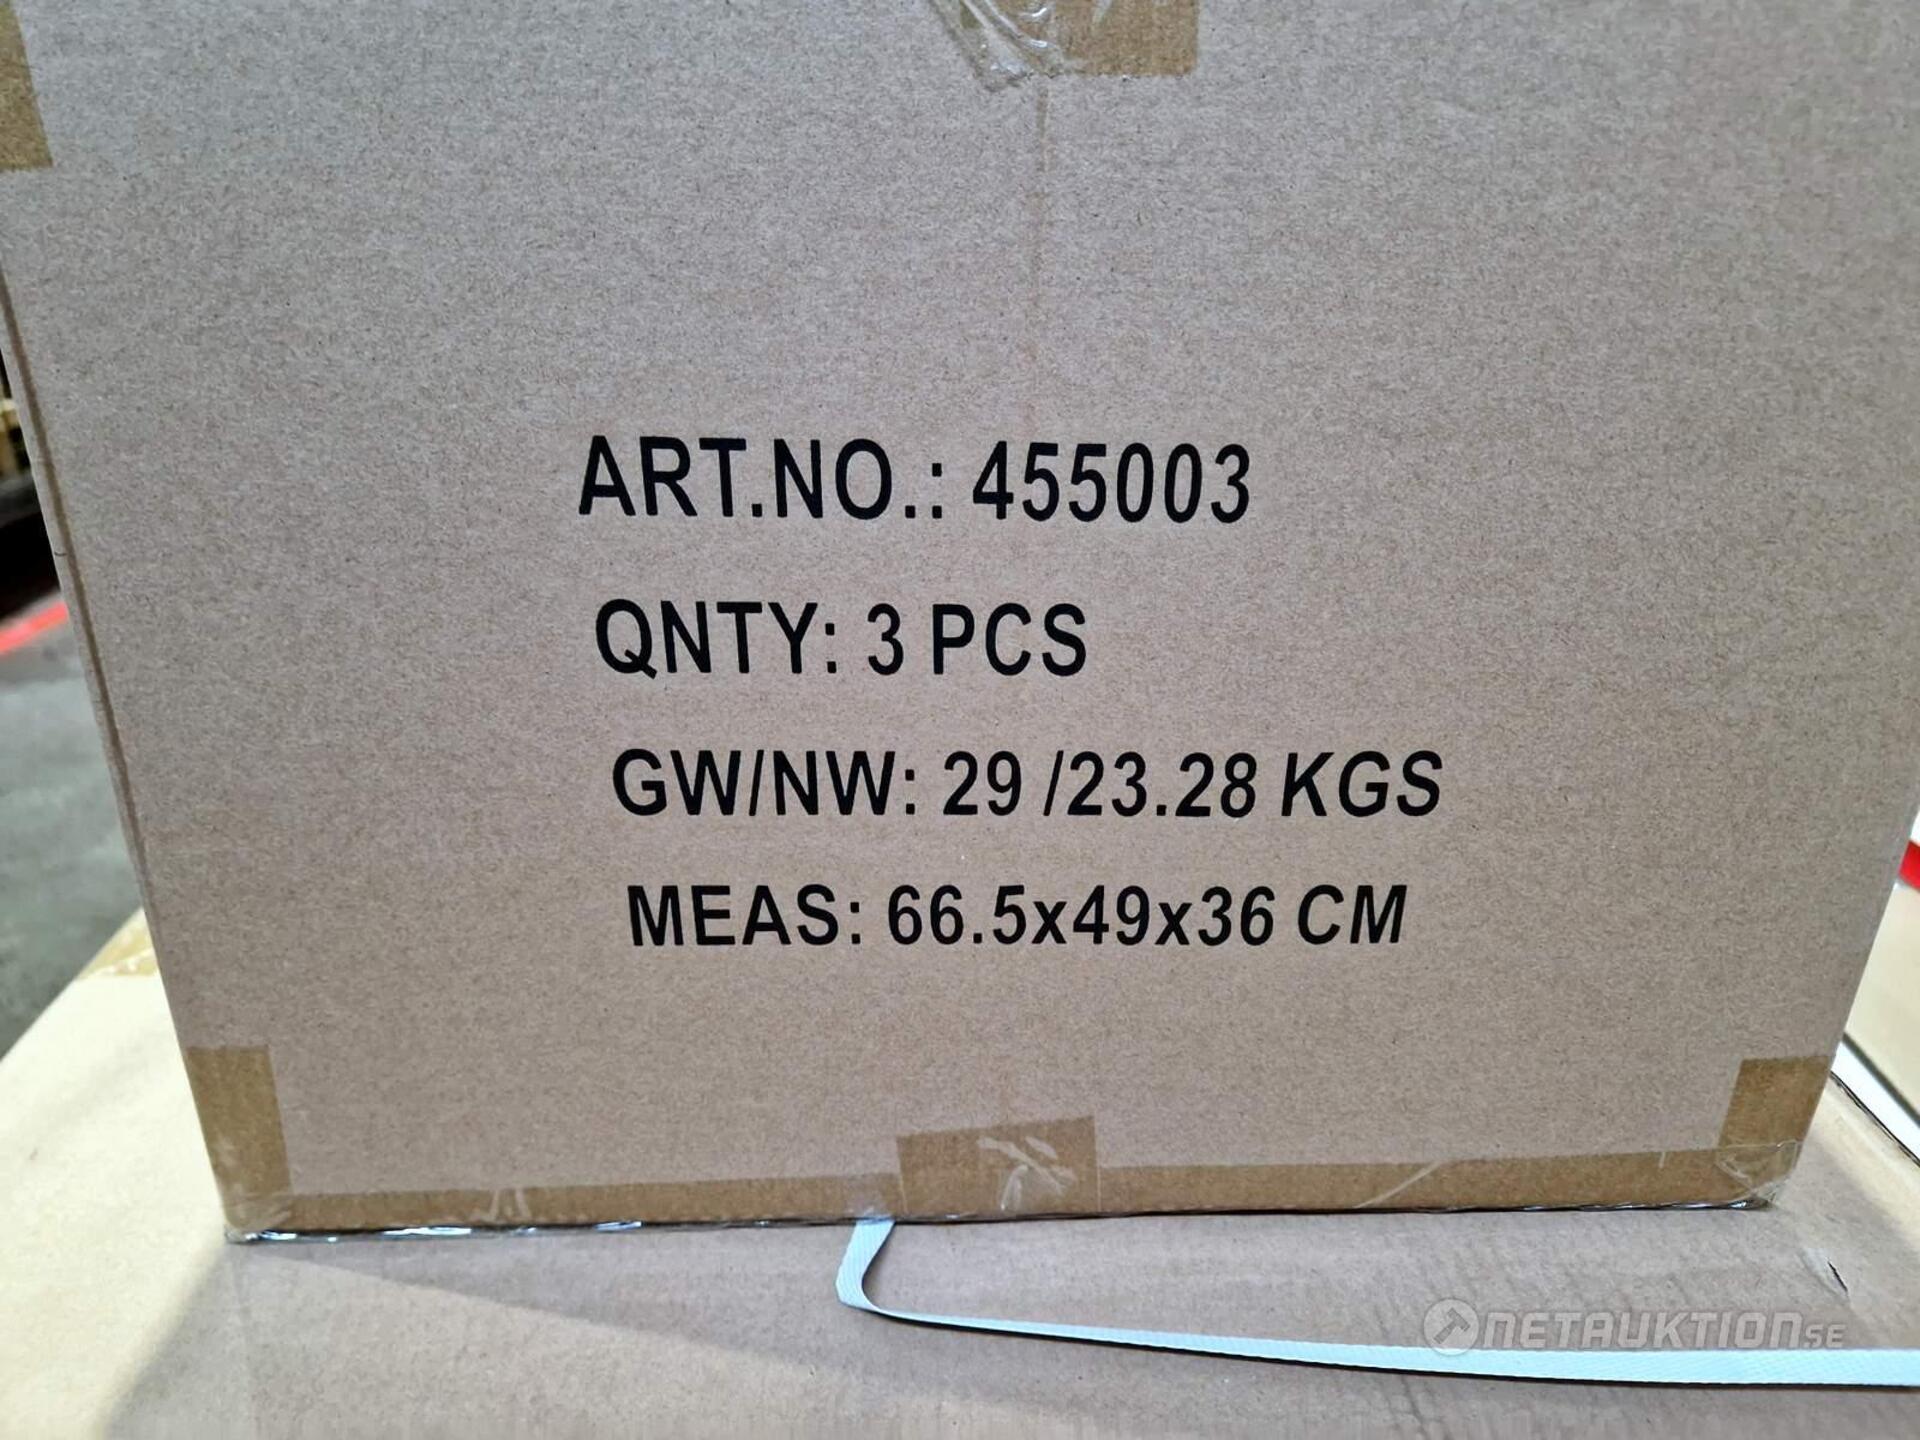 ART.NO.: 455003
QNTY: 3 PCS
GW/NW: 29 /23.28 KGS
MEAS: 66.5x49x36 CM
NETAUKTION.SE